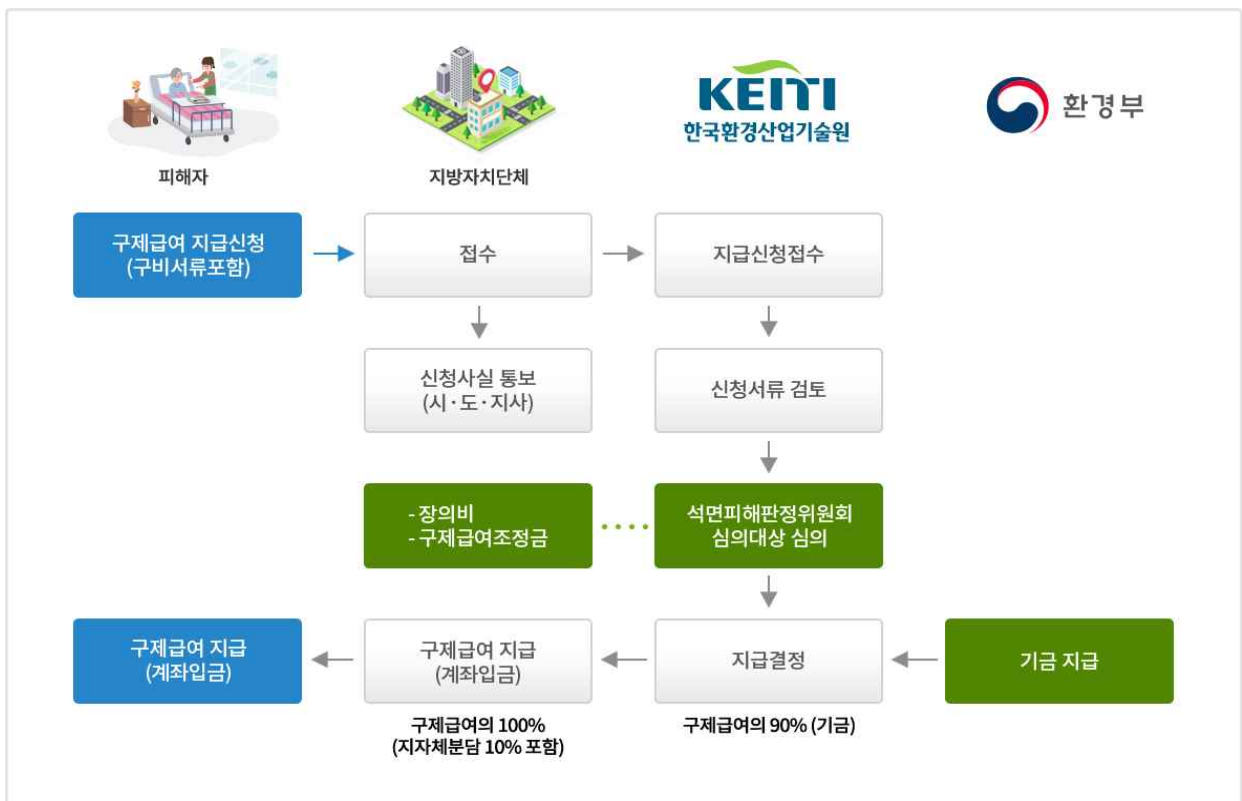 KEITI
한국환경산업기술원
환경부
피해자
지방자치단체
구제급여 지급신청
(구비서류포함)
접수
지급신청접수
신청사실 통보
(시·도·지사)
신청서류 검토
- 장의비
- 구제급여조정금
석면피해판정위원회
심의대상 심의
구제급여 지급
(계좌입금)
구제급여 지급
(계좌입금)
지급결정
기금 지급
구제급여의 100%
(지자체분담 10% 포함)
구제급여의 90% (기금)